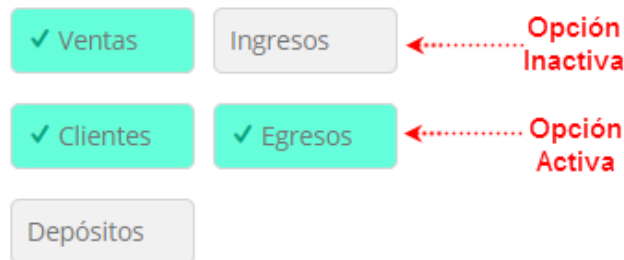 Ventas
Ingresos
Opción
Inactiva
Clientes
Egresos
Opción
Activa
Depósitos